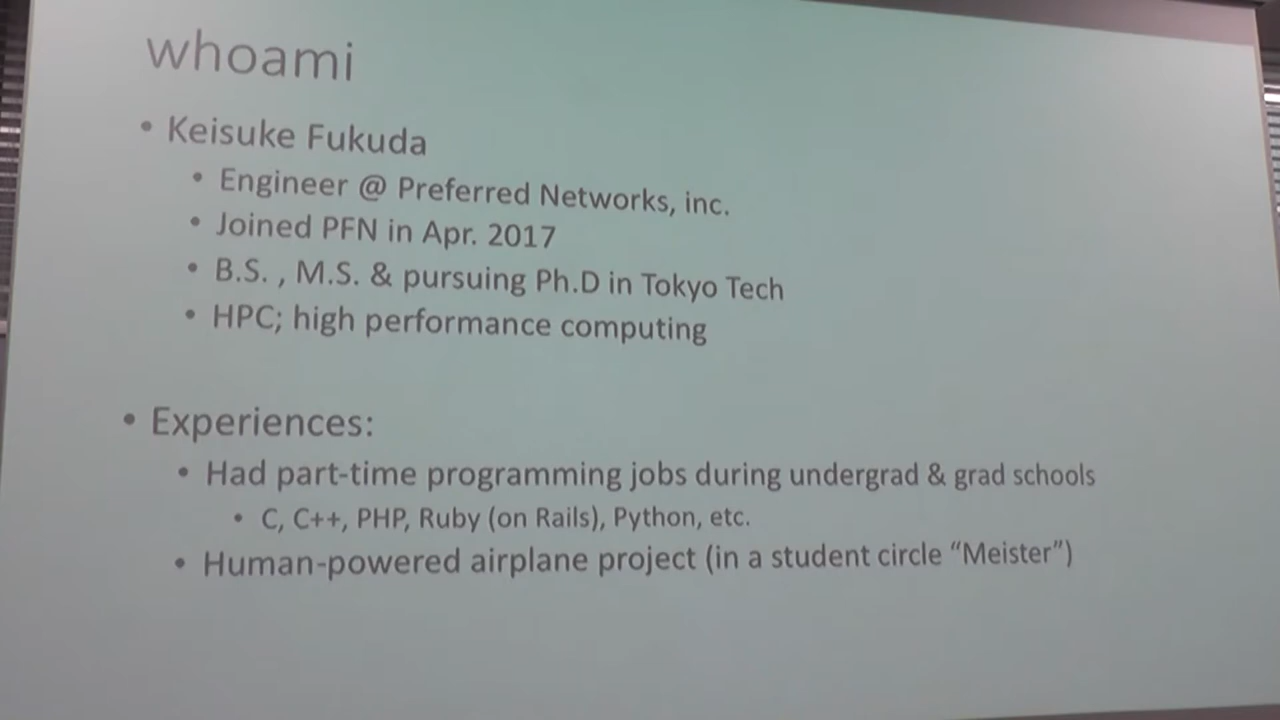 whoami
• Keisuke Fukuda
• Engineer @ Preferred Networks, inc.
• Joined PFN in Apr. 2017
• B.S. , M.S. & pursuing Ph.D in Tokyo Tech
• HPC; high performance computing
• Experiences:
• Had part-time programming jobs during undergrad & grad schools
• C, C++, PHP, Ruby (on Rails), Python, etc.
• Human-powered airplane project (in a student circle “Meister”)